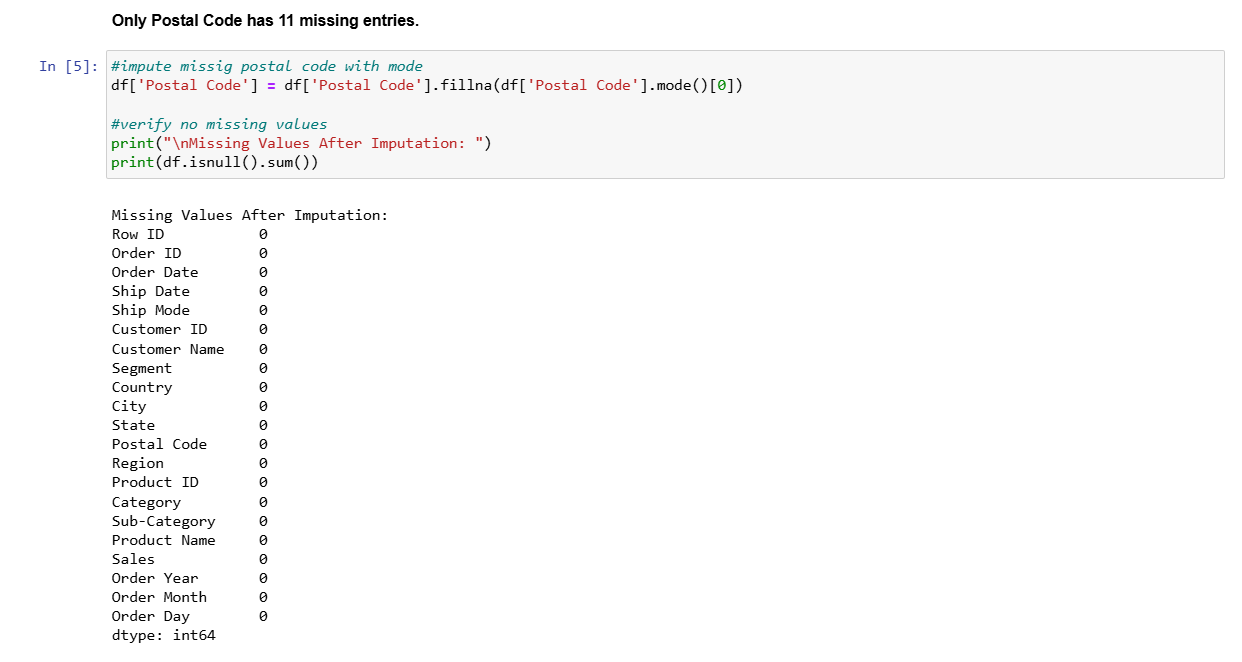 Only Postal Code has 11 missing entries.
In [5]:
#impute missig postal code with mode
df['Postal Code'] = df['Postal Code'].fillna(df['Postal Code'].mode()[0])
#verify no missing values
print("\nMissing Values After Imputation: ")
print(df.isnull().sum())
Missing Values After Imputation:
Row ID 0
Order ID 0
Order Date 0
Ship Date 0
Ship Mode 0
Customer ID 0
Customer Name 0
Segment 0
Country 0
City 0
State 0
Postal Code 0
Region 0
Product ID 0
Category 0
Sub-Category 0
Product Name 0
Sales 0
Order Year 0
Order Month 0
Order Day 0
dtype: int64